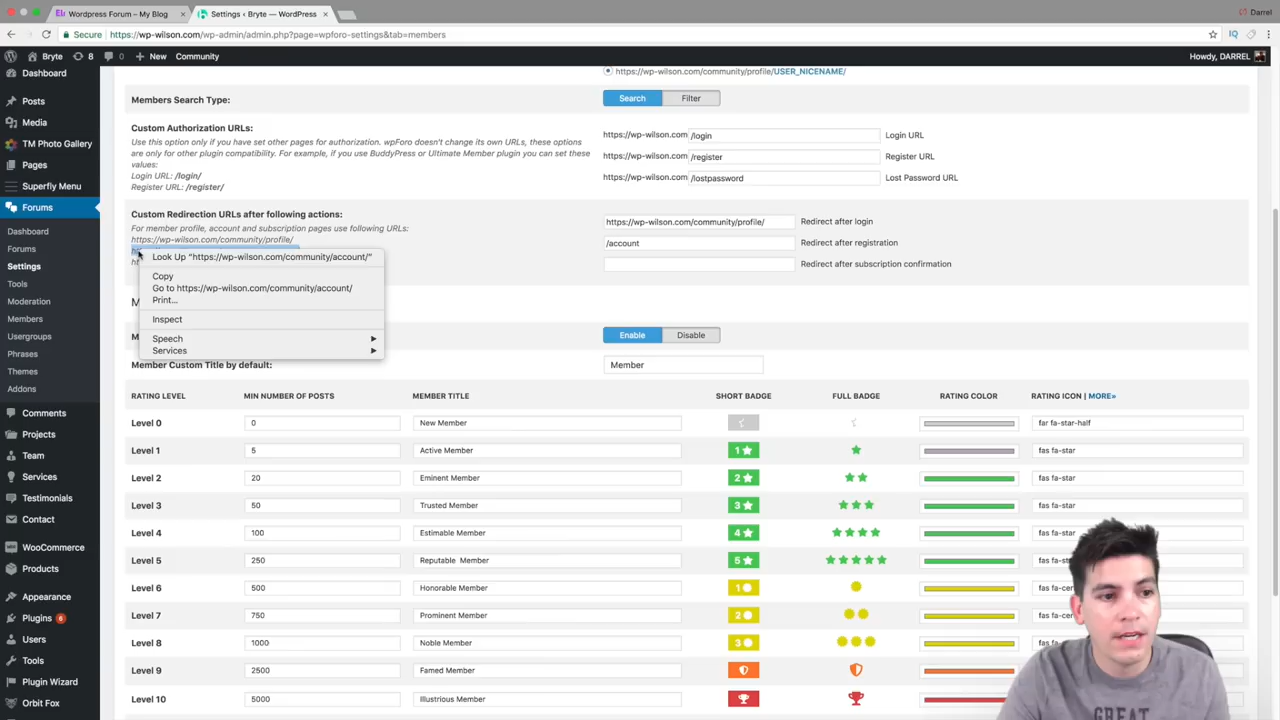 Wordpress Forum – My Blog
Settings ‹ Bryte — WordPress
Darrel
Secure
https://wp-wilson.com/wp-admin/admin.php?page=wpforo-settings&tab=members
Bryte
8
0
New
Community
Howdy, DARREL
Dashboard
Posts
Media
TM Photo Gallery
Pages
Superfly Menu
Forums
Dashboard
Forums
Settings
Tools
Moderation
Members
Usergroups
Phrases
Themes
Addons
Comments
Projects
Team
Services
Testimonials
Contact
WooCommerce
Products
Appearance
Plugins 6
Users
Tools
Plugin Wizard
Orbit Fox
https://wp-wilson.com/community/profile/USER_NICENAME/
Members Search Type:
Search
Filter
Custom Authorization URLs:
Use this option only if you have set other pages for authorization. wpForo doesn't change its own URLs, these options
are only for other plugin compatibility. For example, if you use BuddyPress or Ultimate Member plugin you can set these
values:
Login URL: /login/
Register URL: /register/
https://wp-wilson.com /login Login URL
https://wp-wilson.com /register Register URL
https://wp-wilson.com /lostpassword Lost Password URL
Custom Redirection URLs after following actions:
For member profile, account and subscription pages use following URLs:
https://wp-wilson.com/community/profile/
https://wp-wilson.com/community/profile/ Redirect after login
/account Redirect after registration
Redirect after subscription confirmation
Look Up “https://wp-wilson.com/community/account/”
Copy
Go to https://wp-wilson.com/community/account/
Print...
Inspect
Speech
Services
Enable
Disable
Member Custom Title by default:
Member
RATING LEVEL MIN NUMBER OF POSTS MEMBER TITLE SHORT BADGE FULL BADGE RATING COLOR RATING ICON | MORE»
Level 0 0 New Member far fa-star-half
Level 1 5 Active Member 1 fas fa-star
Level 2 20 Eminent Member 2 fas fa-star
Level 3 50 Trusted Member 3 fas fa-star
Level 4 100 Estimable Member 4 fas fa-star
Level 5 250 Reputable Member 5
Level 6 500 Honorable Member 1
Level 7 750 Prominent Member 2
Level 8 1000 Noble Member 3
Level 9 2500 Famed Member
Level 10 5000 Illustrious Member
GREAT